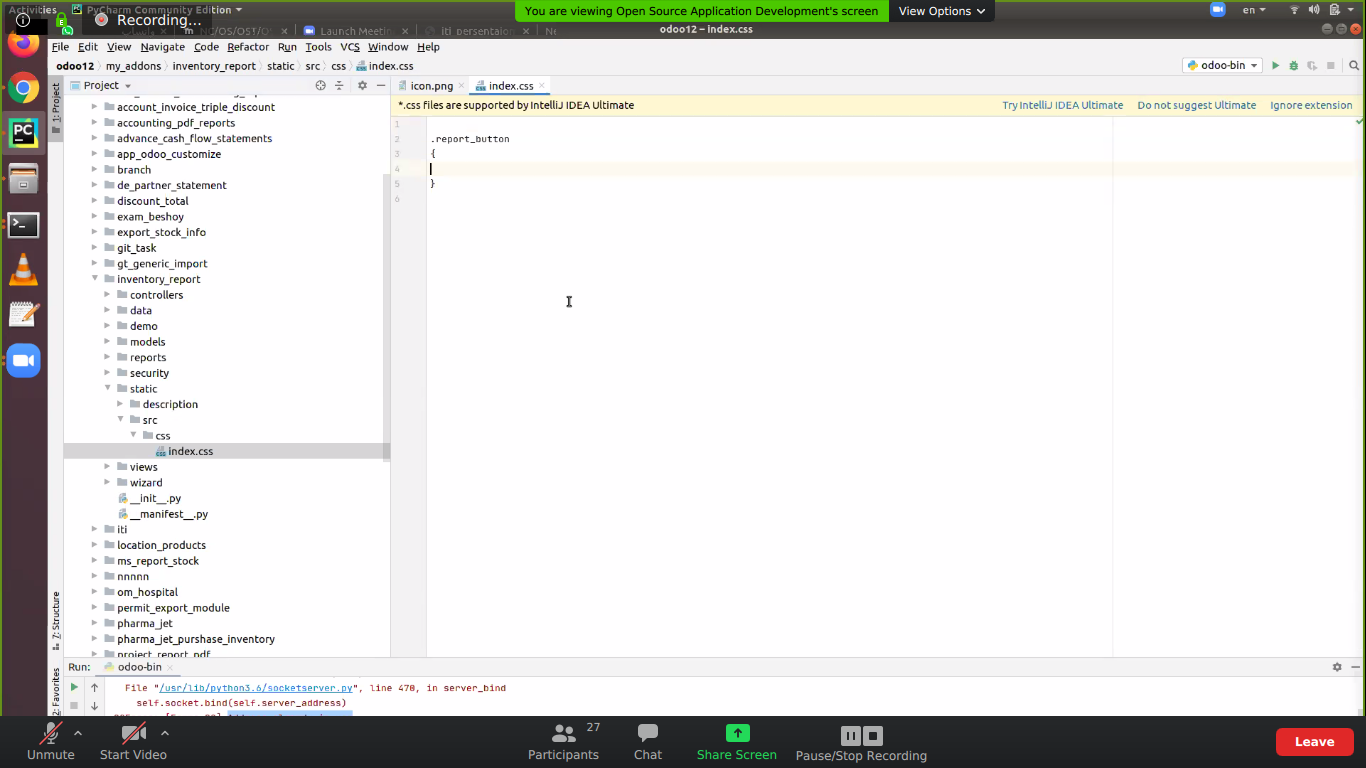 Activities PyCharm Community Edition
Recording...
You are viewing Open Source Application Development's screen
View Options
en
Launch Meeting
odoo12 – index.css
File Edit View Navigate Code Refactor Run Tools VCS Window Help
odoo12 my_addons inventory_report static src css index.css
odoo-bin
Project
icon.png
index.css
1: Project
*.css files are supported by IntelliJ IDEA Ultimate
Try IntelliJ IDEA Ultimate Do not suggest Ultimate Ignore extension
account_invoice_triple_discount
accounting_pdf_reports
advance_cash_flow_statements
app_odoo_customize
branch
de_partner_statement
discount_total
exam_beshoy
export_stock_info
git_task
gt_generic_import
inventory_report
controllers
data
demo
models
reports
security
static
description
src
css
index.css
views
wizard
__init__.py
__manifest__.py
iti
location_products
ms_report_stock
nnnnn
om_hospital
permit_export_module
pharma_jet
pharma_jet_purshase_inventory
project_report_pdf
1
2 .report_button
3 {
4
5 }
6
7: Structure
2: Favorites
Run: odoo-bin
File "/usr/lib/python3.6/socketserver.py", line 470, in server_bind
self.socket.bind(self.server_address)
Unmute
Start Video
Participants
27
Chat
Share Screen
Pause/Stop Recording
Leave